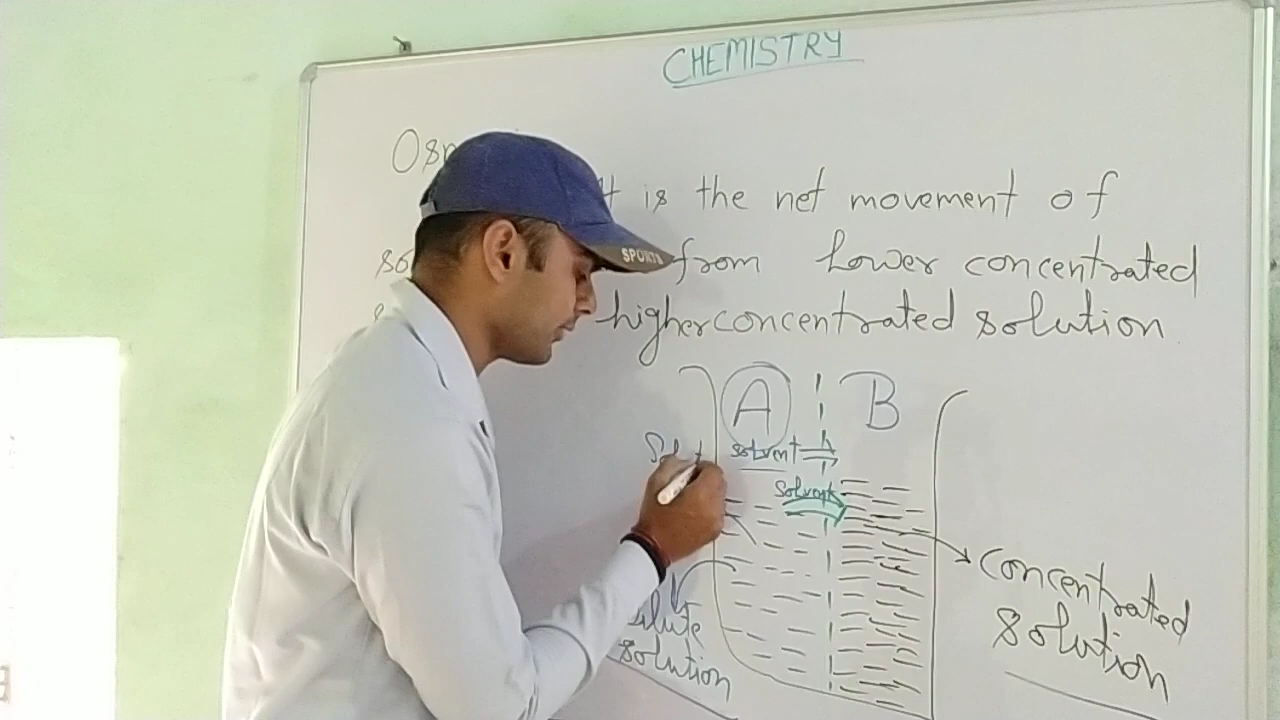 CHEMISTRY
It is the net movement of
from Lower concentrated
higher concentrated solution
A B
solvent
Solvent
SPORTS
Concentrated
solution
Dilute
solution